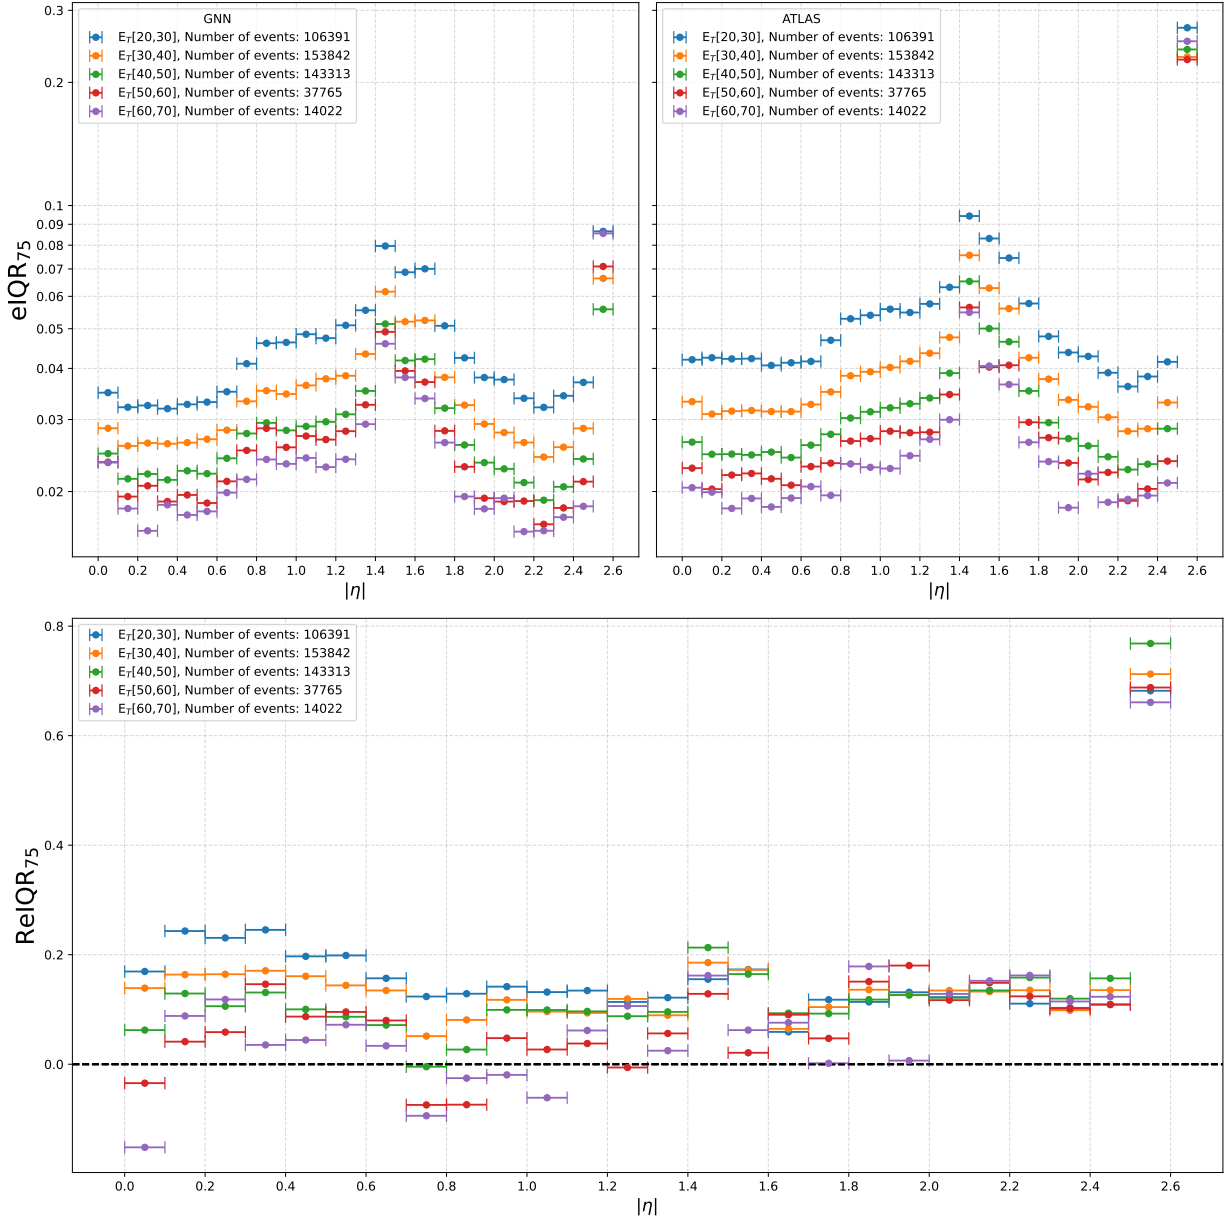 GNN
E_T[20,30], Number of events: 106391
E_T[30,40], Number of events: 153842
E_T[40,50], Number of events: 143313
E_T[50,60], Number of events: 37765
E_T[60,70], Number of events: 14022
eIQR_75
0.3
0.2
0.1
0.09
0.08
0.07
0.06
0.05
0.04
0.03
0.02
0.0 0.2 0.4 0.6 0.8 1.0 1.2 1.4 1.6 1.8 2.0 2.2 2.4 2.6
|η|
ATLAS
E_T[20,30], Number of events: 106391
E_T[30,40], Number of events: 153842
E_T[40,50], Number of events: 143313
E_T[50,60], Number of events: 37765
E_T[60,70], Number of events: 14022
0.0 0.2 0.4 0.6 0.8 1.0 1.2 1.4 1.6 1.8 2.0 2.2 2.4 2.6
|η|
E_T[20,30], Number of events: 106391
E_T[30,40], Number of events: 153842
E_T[40,50], Number of events: 143313
E_T[50,60], Number of events: 37765
E_T[60,70], Number of events: 14022
ReIQR_75
0.8
0.6
0.4
0.2
0.0
0.0 0.2 0.4 0.6 0.8 1.0 1.2 1.4 1.6 1.8 2.0 2.2 2.4 2.6
|η|